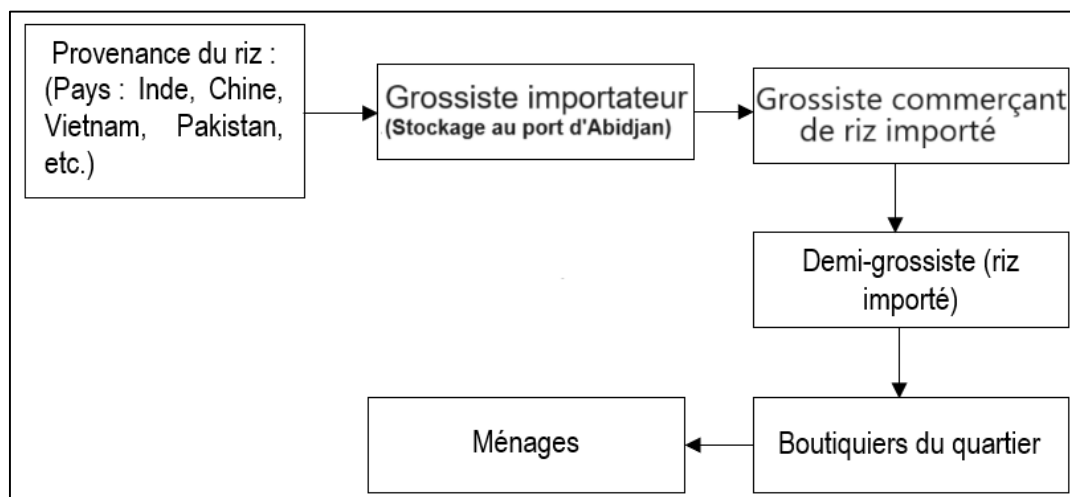 Provenance du riz :
(Pays : Inde, Chine,
Vietnam, Pakistan,
etc.)
Grossiste importateur
(Stockage au port d'Abidjan)
Grossiste commerçant
de riz importé
Demi-grossiste (riz
importé)
Boutiquiers du quartier
Ménages